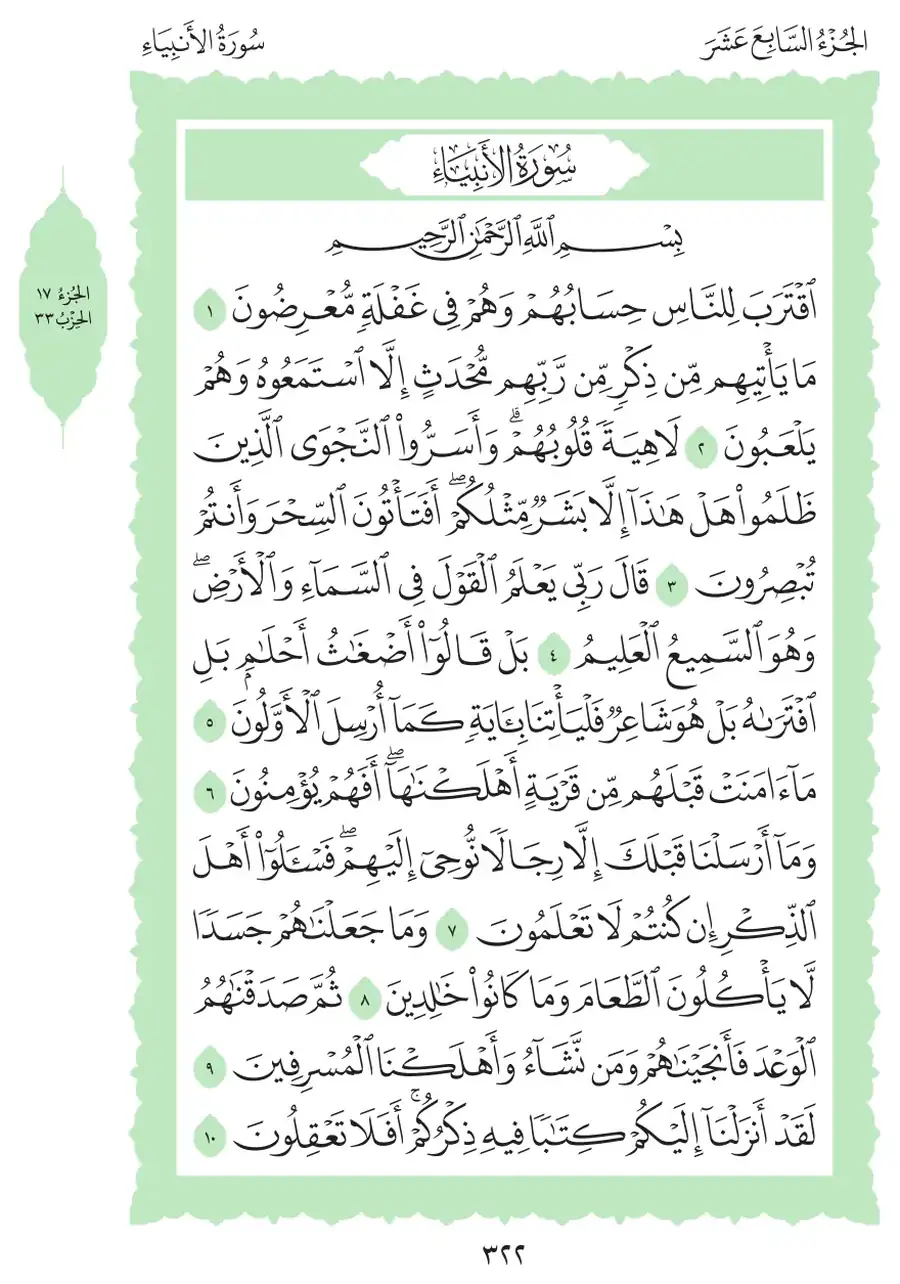 الجُزْءُ السَّابِعَ عَشَرَ
سُورَةُ الأَنبِيَاءِ
سُورَةُ الأَنبِيَاءِ
الجُزءُ ١٧
الحِزْبُ ٣٣
بِسْمِ ٱللَّهِ ٱلرَّحْمَٰنِ ٱلرَّحِيمِ
ٱقْتَرَبَ لِلنَّاسِ حِسَابُهُمْ وَهُمْ فِى غَفْلَةٍ مُّعْرِضُونَ ١
مَا يَأْتِيهِم مِّن ذِكْرٍ مِّن رَّبِّهِم مُّحْدَثٍ إِلَّا ٱسْتَمَعُوهُ وَهُمْ
يَلْعَبُونَ ٢ لَاهِيَةً قُلُوبُهُمْ ۗ وَأَسَرُّوا۟ ٱلنَّجْوَى ٱلَّذِينَ
ظَلَمُوا۟ هَلْ هَٰذَآ إِلَّا بَشَرٌ مِّثْلُكُمْ ۖ أَفَتَأْتُونَ ٱلسِّحْرَ وَأَنتُمْ
تُبْصِرُونَ ٣ قَالَ رَبِّى يَعْلَمُ ٱلْقَوْلَ فِى ٱلسَّمَآءِ وَٱلْأَرْضِ ۖ
وَهُوَ ٱلسَّمِيعُ ٱلْعَلِيمُ ٤ بَلْ قَالُوٓا۟ أَضْغَٰثُ أَحْلَٰمٍۭ بَلِ
ٱفْتَرَىٰهُ بَلْ هُوَ شَاعِرٌ فَلْيَأْتِنَا بِـَٔايَةٍ كَمَآ أُرْسِلَ ٱلْأَوَّلُونَ ٥
مَآ ءَامَنَتْ قَبْلَهُم مِّن قَرْيَةٍ أَهْلَكْنَٰهَآ ۖ أَفَهُمْ يُؤْمِنُونَ ٦
وَمَآ أَرْسَلْنَا قَبْلَكَ إِلَّا رِجَالًا نُّوحِىٓ إِلَيْهِمْ ۖ فَسْـَٔلُوٓا۟ أَهْلَ
ٱلذِّكْرِ إِن كُنتُمْ لَا تَعْلَمُونَ ٧ وَمَا جَعَلْنَٰهُمْ جَسَدًا
لَّا يَأْكُلُونَ ٱلطَّعَامَ وَمَا كَانُوا۟ خَٰلِدِينَ ٨ ثُمَّ صَدَقْنَٰهُمُ
ٱلْوَعْدَ فَأَنجَيْنَٰهُمْ وَمَن نَّشَآءُ وَأَهْلَكْنَا ٱلْمُسْرِفِينَ ٩
لَقَدْ أَنزَلْنَآ إِلَيْكُمْ كِتَٰبًا فِيهِ ذِكْرُكُمْ ۚ أَفَلَا تَعْقِلُونَ ١٠
٣٢٢